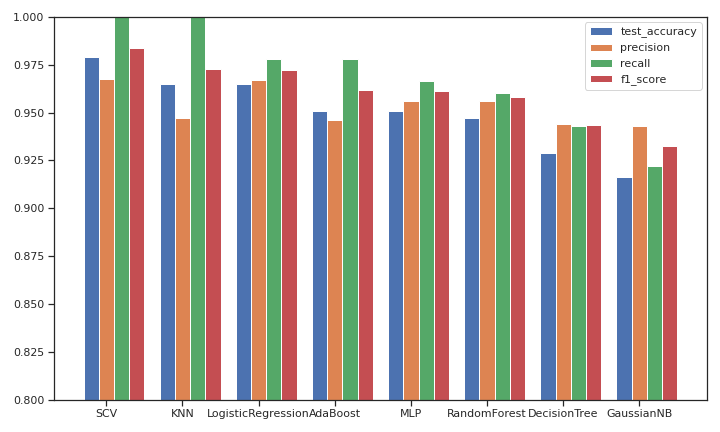 1.000
0.975
0.950
0.925
0.900
0.875
0.850
0.825
0.800
test_accuracy
precision
recall
f1_score
SCV KNN LogisticRegression AdaBoost MLP RandomForest DecisionTree GaussianNB